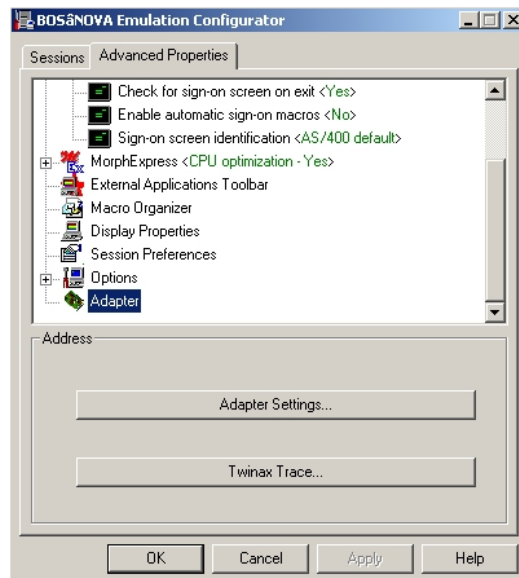 BOSâNOVA Emulation Configurator
Sessions
Advanced Properties
Check for sign-on screen on exit <Yes>
Enable automatic sign-on macros <No>
Sign-on screen identification <AS/400 default>
MorphExpress <CPU optimization - Yes>
External Applications Toolbar
Macro Organizer
Display Properties
Session Preferences
Options
Adapter
Address
Adapter Settings...
Twinax Trace...
OK
Cancel
Apply
Help